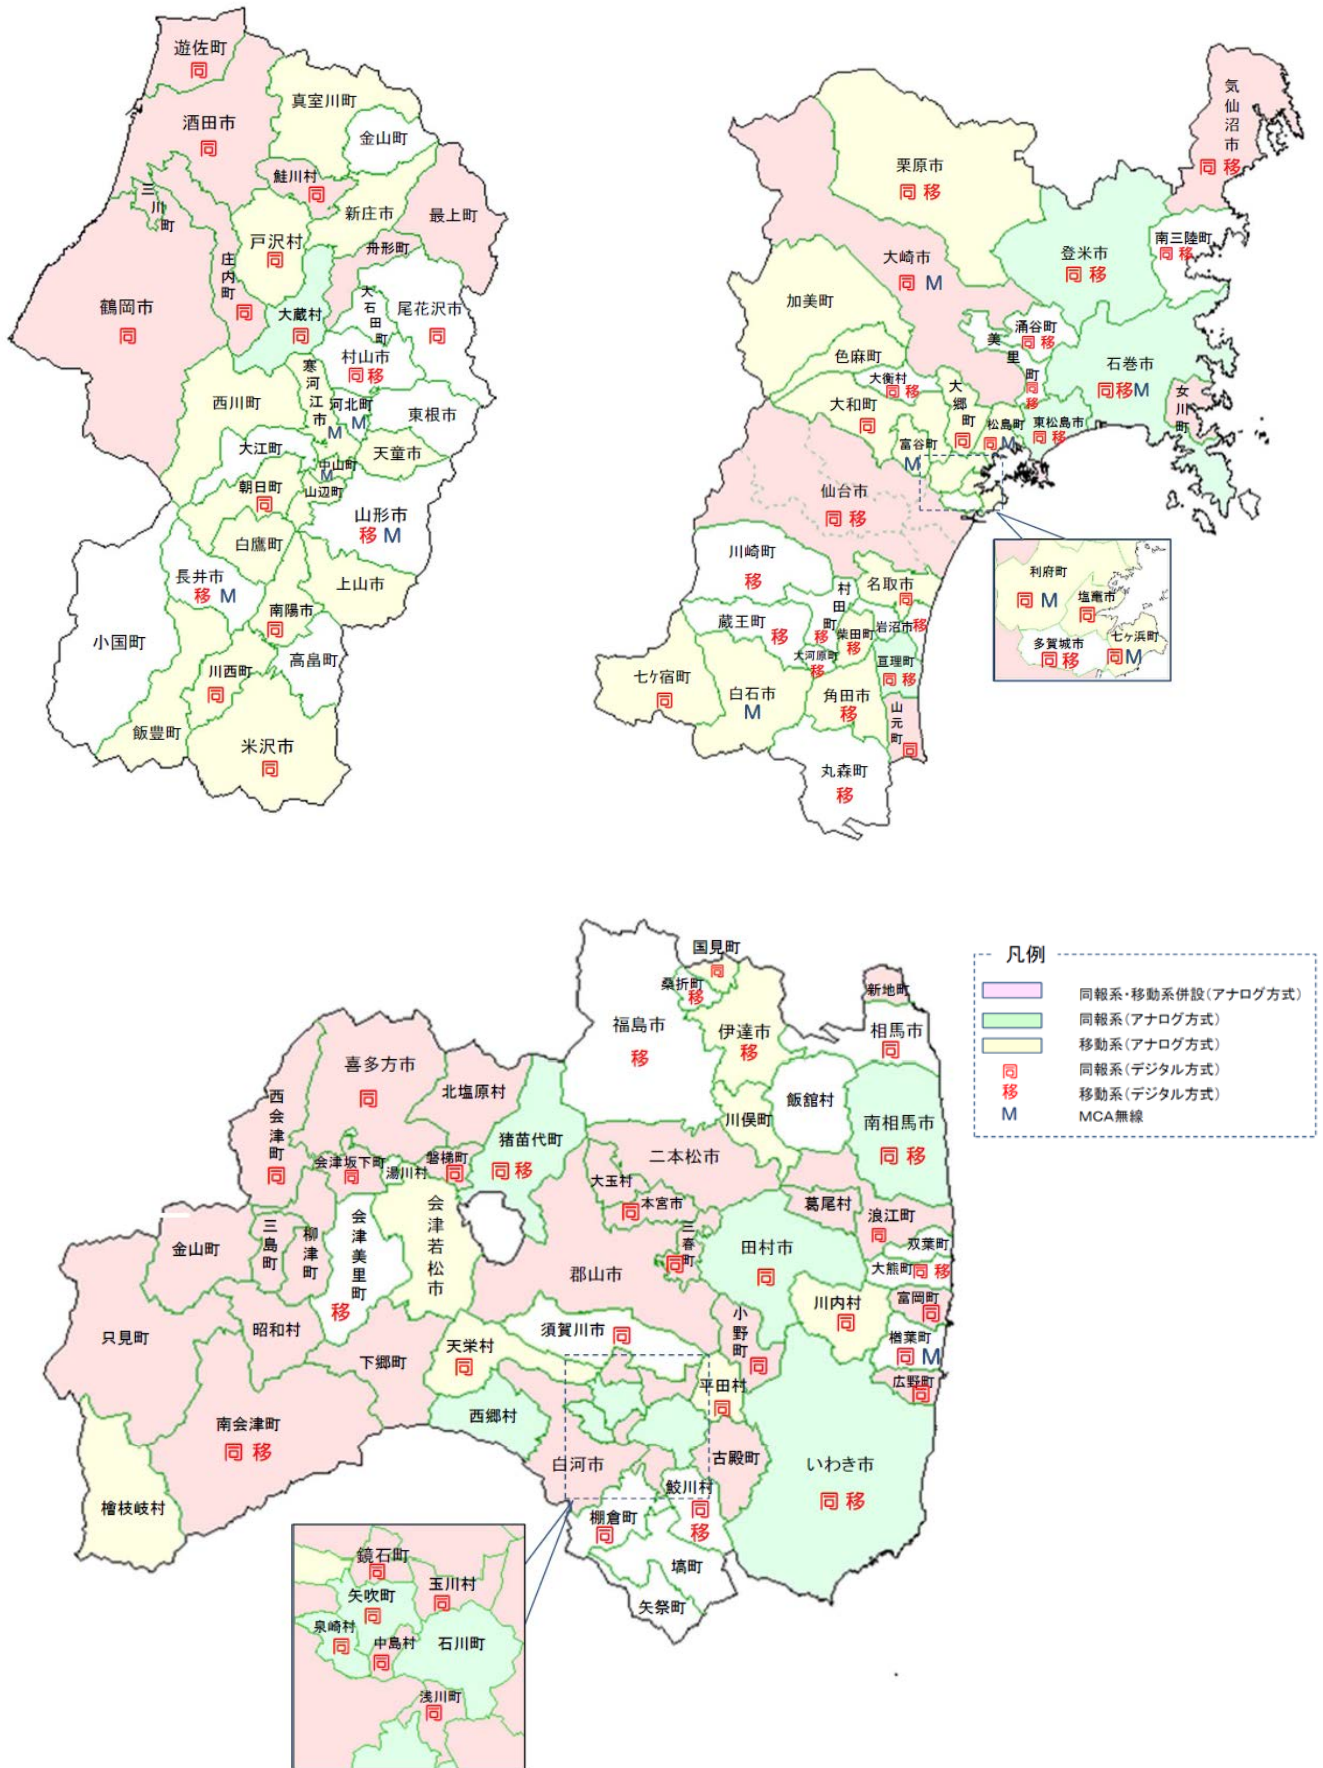 遊佐町
同
酒田市
同
真室川町
金山町
鮭川村
同
新庄市
最上町
三川町
戸沢村
同
舟形町
庄内町
同
鶴岡市
同
大蔵村
同
大石田町
尾花沢市
同
村山市
同 移
寒河江市
M
河北町
M
東根市
西川町
大江町
中山町
M
天童市
朝日町
同
山辺町
山形市
移 M
白鷹町
長井市
移 M
上山市
南陽市
同
小国町
高畠町
川西町
同
飯豊町
米沢市
同
気仙沼市
同 移
栗原市
同 移
南三陸町
同 移
登米市
同 移
大崎市
同 M
加美町
涌谷町
同 移
美里町
同
移
石巻市
同移M
女川町
色麻町
大衡村
同 移
大和町
同
大郷町
同
松島町
同 M
東松島市
同 移
富谷町
M
仙台市
同 移
利府町
同 M
塩竈市
同
多賀城市
同 移
七ヶ浜町
同M
川崎町
移
名取市
同
村田町
移
蔵王町
移
柴田町
移
岩沼市
移
大河原町
移
亘理町
同 移
七ケ宿町
同
白石市
M
角田市
移
山元町
同
丸森町
移
国見町
同
桑折町
移
福島市
移
伊達市
移
新地町
相馬市
同
飯舘村
川俣町
南相馬市
同 移
喜多方市
同
北塩原村
西会津町
同
猪苗代町
同 移
会津坂下町
同
湯川村
磐梯町
同
二本松市
大玉村
本宮市
同
葛尾村
浪江町
同
双葉町
三春町
同
田村市
同
大熊町
同 移
会津若松市
会津美里町
移
三島町
柳津町
金山町
郡山市
川内村
同
富岡町
同
小野町
同
須賀川市
同
楢葉町
同 M
只見町
昭和村
下郷町
天栄村
同
平田村
同
広野町
同
西郷村
南会津町
同 移
白河市
古殿町
いわき市
同 移
鮫川村
同
移
檜枝岐村
棚倉町
同
塙町
矢祭町
鏡石町
同
玉川村
同
矢吹町
同
泉崎村
同
中島村
同
石川町
浅川町
同
凡例
同報系・移動系併設(アナログ方式)
同報系(アナログ方式)
移動系(アナログ方式)
同 同報系(デジタル方式)
移 移動系(デジタル方式)
M MCA無線